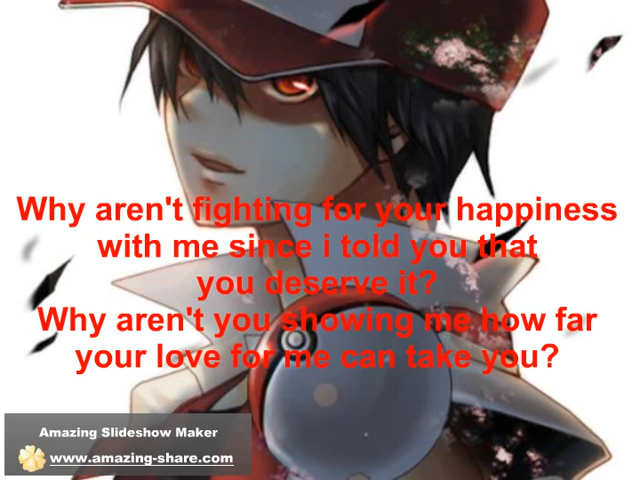 Why aren't fighting for your happiness
with me since i told you that
you deserve it?
Why aren't you showing me how far
your love for me can take you?
Amazing Slideshow Maker
www.amazing-share.com